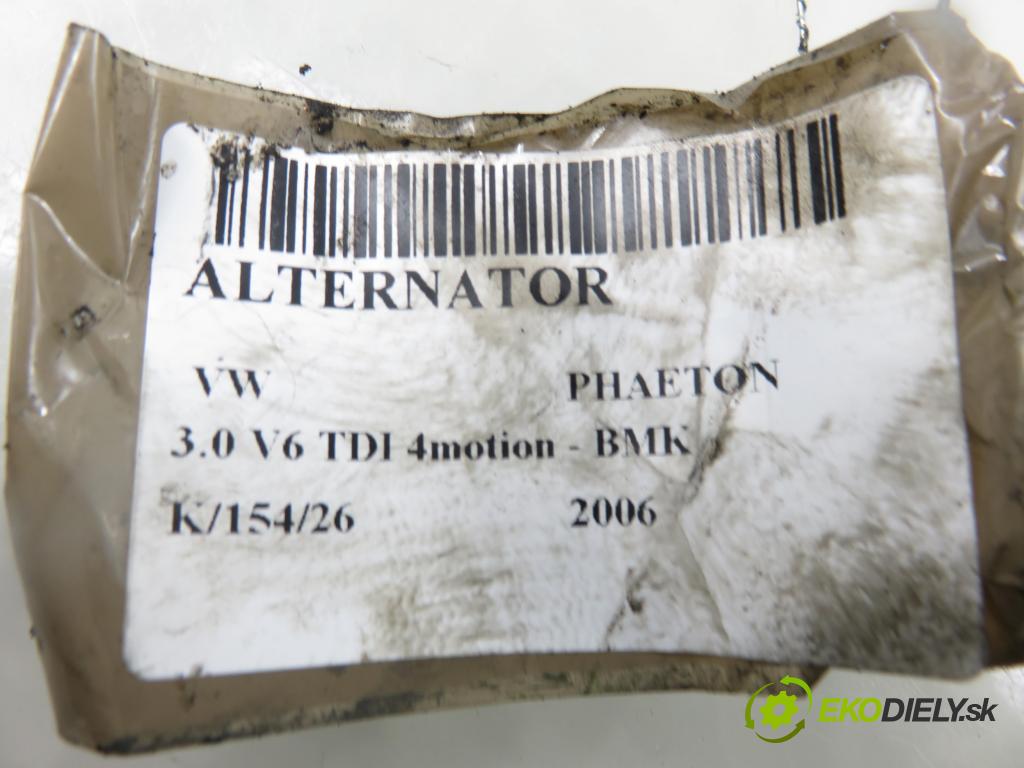 ALTERNATOR
VW PHAETON
3.0 V6 TDI 4motion - BMK
K/154/26 2006
EKODIELY.sk